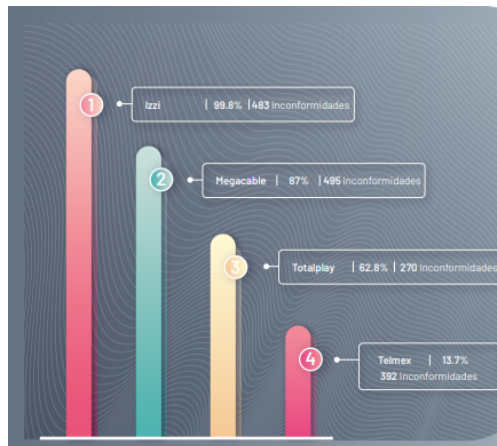 1
Izzi | 99.8% | 483 Inconformidades
2
Megacable | 87% | 495 Inconformidades
3
Totalplay | 62.8% | 270 Inconformidades
4
Telmex | 13.7%
392 Inconformidades